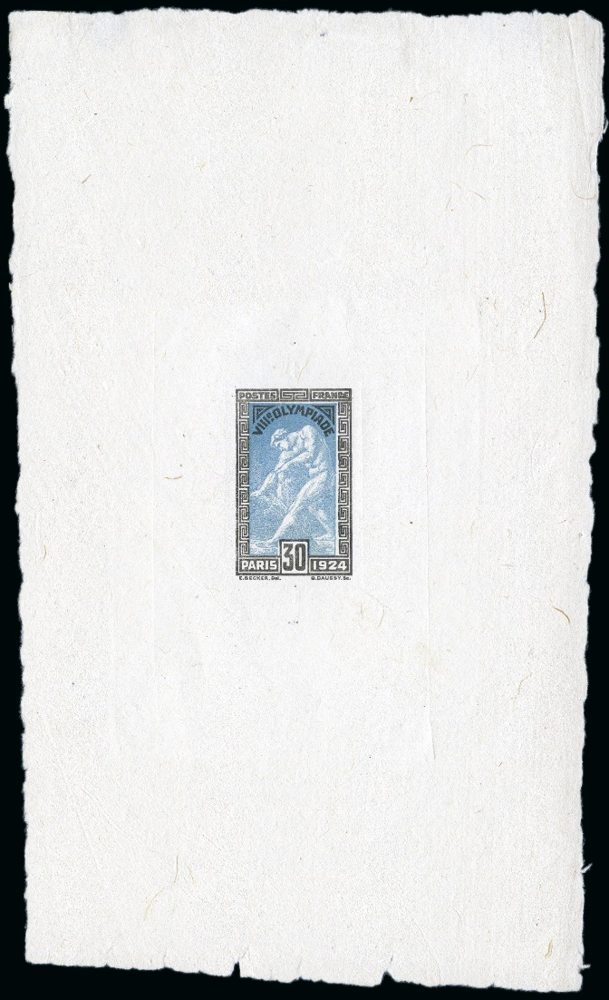 POSTES FRANCE
VIIIᵉ OLYMPIADE
30
PARIS 1924
E.BECKER.Del. G.DAUSSY.Sc.